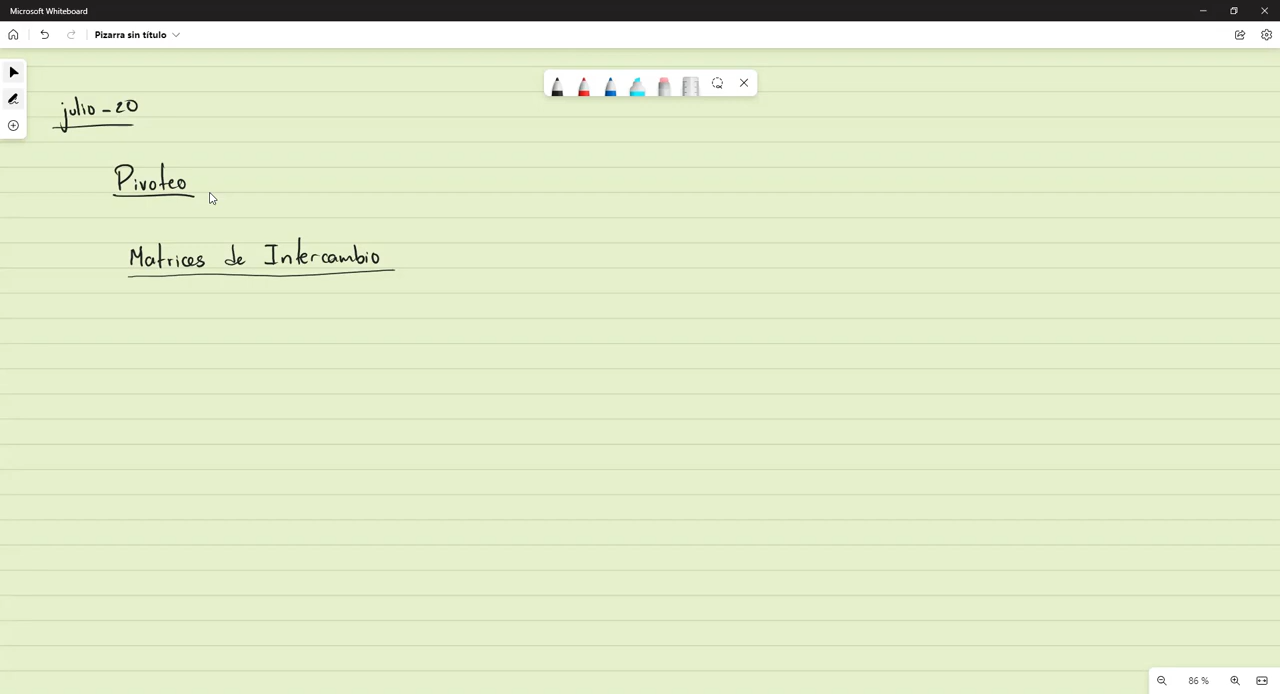 Microsoft Whiteboard
Pizarra sin título
julio - 20
Pivoteo
Matrices de Intercambio
86 %